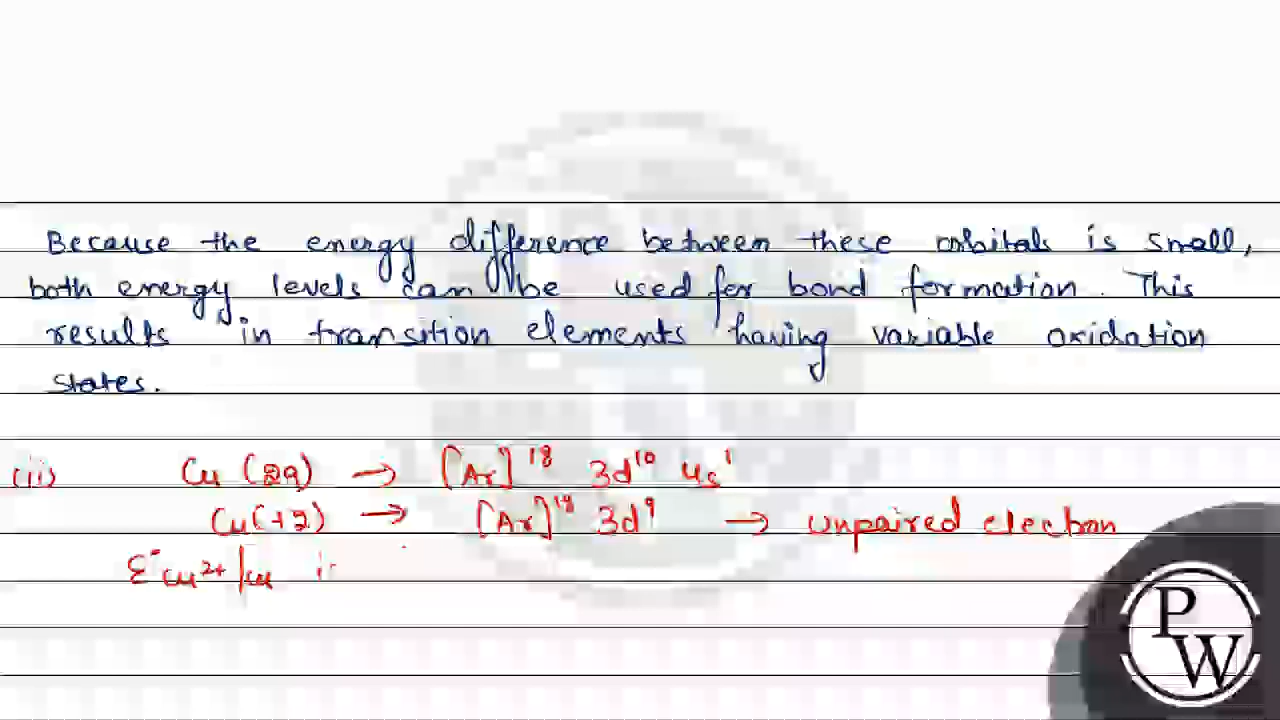 Because the energy difference between these orbitals is small,
both energy levels can be used for bond formation. This
results in transition elements having variable oxidation
states.
(ii) Cu (29) → [Ar]¹⁸ 3d¹⁰ 4s¹
Cu(+2) → [Ar]¹⁸ 3d⁹ → unpaired electron
E° Cu²⁺/Cu i
P
W